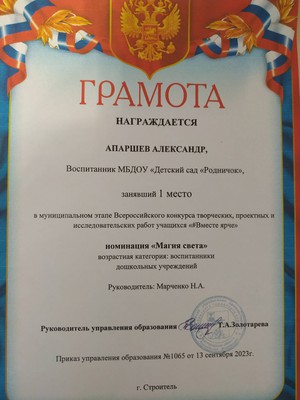 ГРАМОТА
НАГРАЖДАЕТСЯ
АПАРШЕВ АЛЕКСАНДР,
Воспитанник МБДОУ «Детский сад «Родничок»,
занявший 1 место
в муниципальном этапе Всероссийского конкурса творческих, проектных и
исследовательских работ учащихся «#Вместе ярче»
номинация «Магия света»
возрастная категория: воспитанники
дошкольных учреждений
Руководитель: Марченко Н.А.
Руководитель управления образования Т.А.Золотарева
Приказ управления образования №1065 от 13 сентября 2023г.
г. Строитель